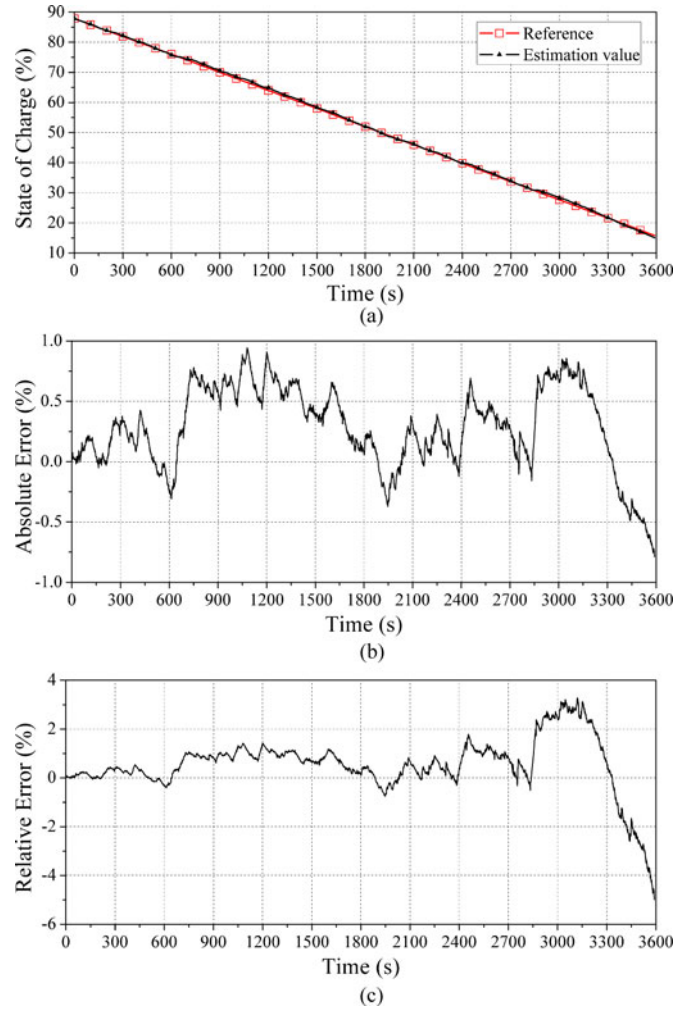 90
80
70
60
50
40
30
20
10
State of Charge (%)
Reference
Estimation value
0 300 600 900 1200 1500 1800 2100 2400 2700 3000 3300 3600
Time (s)
(a)
1.0
0.5
0.0
-0.5
-1.0
Absolute Error (%)
0 300 600 900 1200 1500 1800 2100 2400 2700 3000 3300 3600
Time (s)
(b)
4
2
0
-2
-4
-6
Relative Error (%)
0 300 600 900 1200 1500 1800 2100 2400 2700 3000 3300 3600
Time (s)
(c)